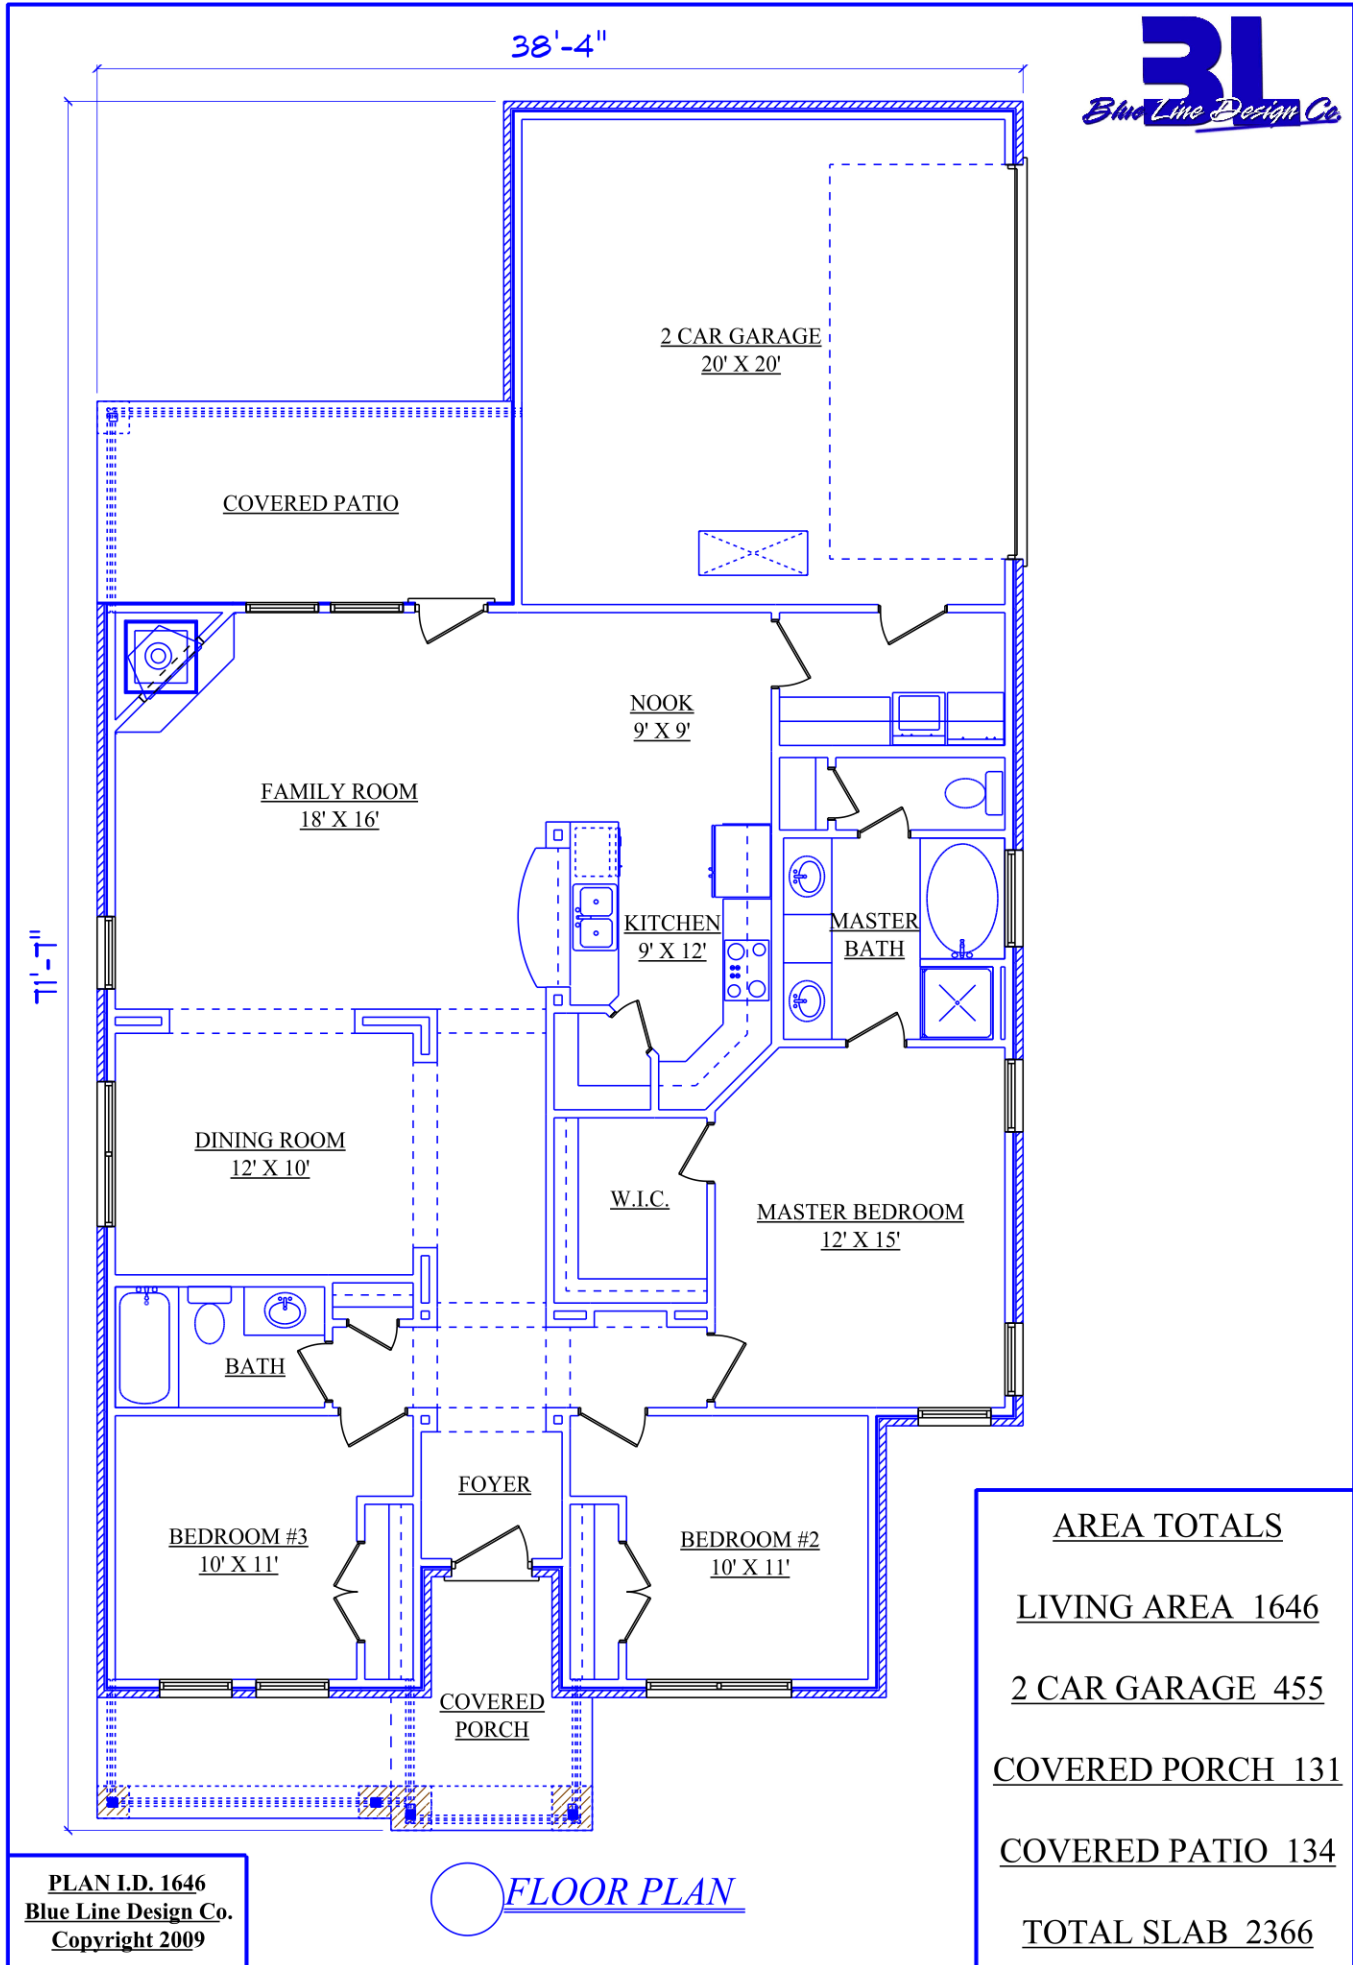 38'-4"
BL
Blue Line Design Co.
2 CAR GARAGE
20' X 20'
COVERED PATIO
NOOK
9' X 9'
FAMILY ROOM
18' X 16'
KITCHEN
9' X 12'
MASTER
BATH
71'-7"
DINING ROOM
12' X 10'
W.I.C.
MASTER BEDROOM
12' X 15'
BATH
FOYER
BEDROOM #3
10' X 11'
BEDROOM #2
10' X 11'
COVERED
PORCH
AREA TOTALS
LIVING AREA 1646
2 CAR GARAGE 455
COVERED PORCH 131
COVERED PATIO 134
TOTAL SLAB 2366
PLAN I.D. 1646
Blue Line Design Co.
Copyright 2009
FLOOR PLAN